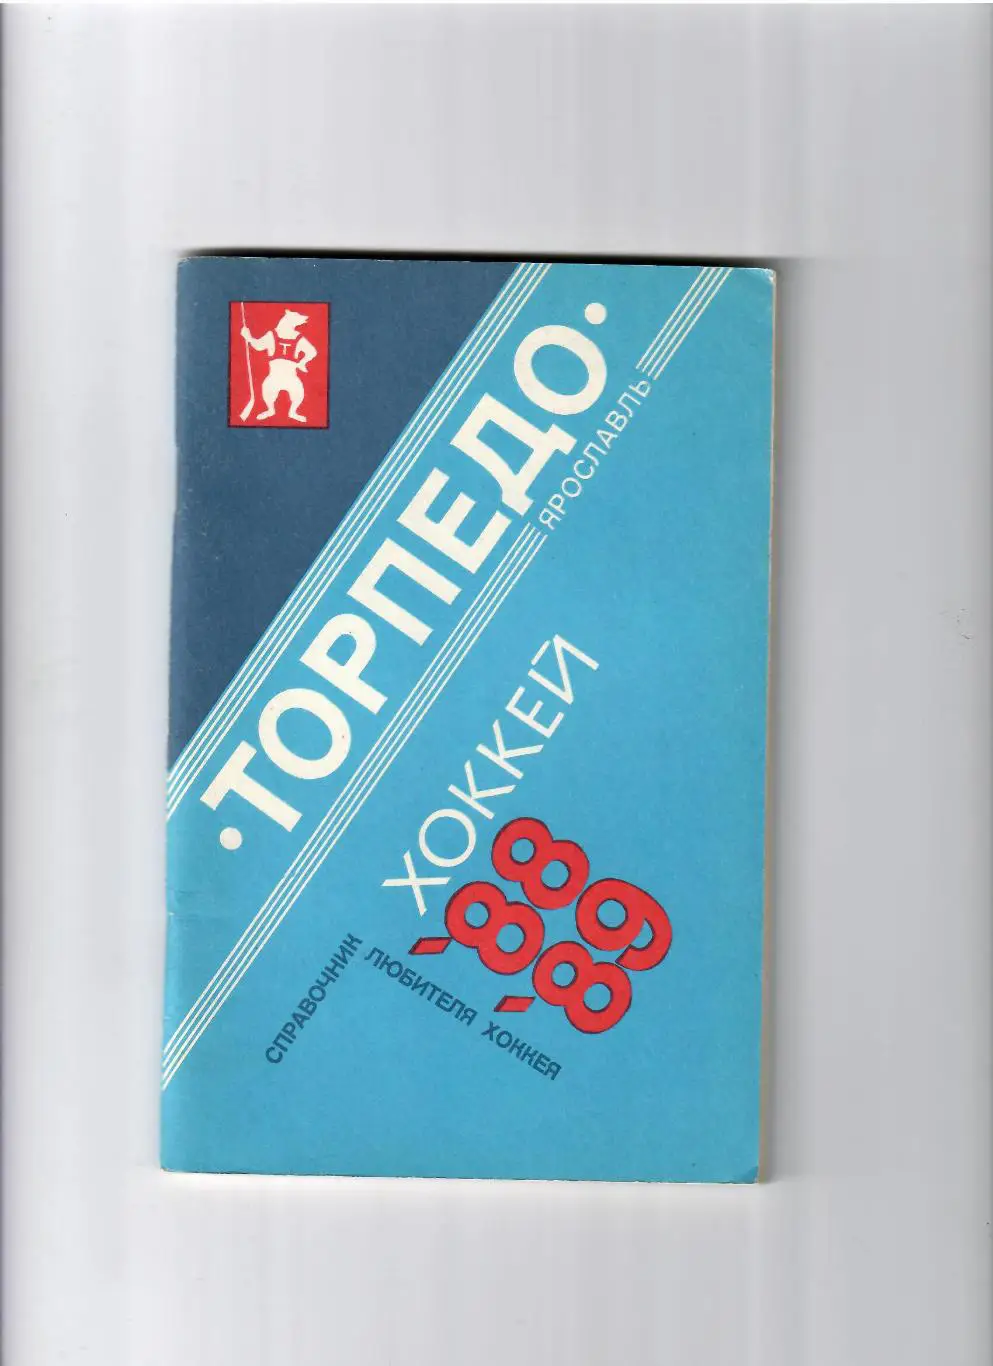 Т
•ТОРПЕДО•
ЯРОСЛАВЛЬ
ХОККЕЙ
'88
'89
СПРАВОЧНИК ЛЮБИТЕЛЯ ХОККЕЯ